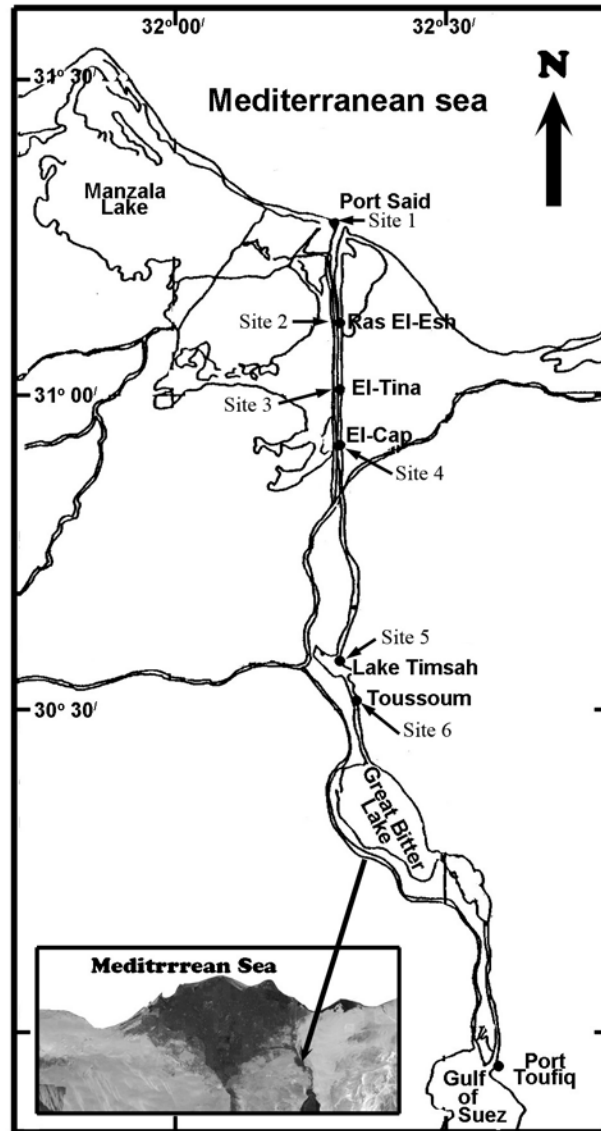 32° 00/
32° 30/
31° 30/
N
Mediterranean sea
Manzala
Lake
Port Said
Site 1
Site 2
Ras El-Esh
31° 00/
Site 3
El-Tina
El-Cap
Site 4
Site 5
Lake Timsah
Toussoum
30° 30/
Site 6
Great Bitter
Lake
Meditrrrean Sea
Port
Toufiq
Gulf
of
Suez